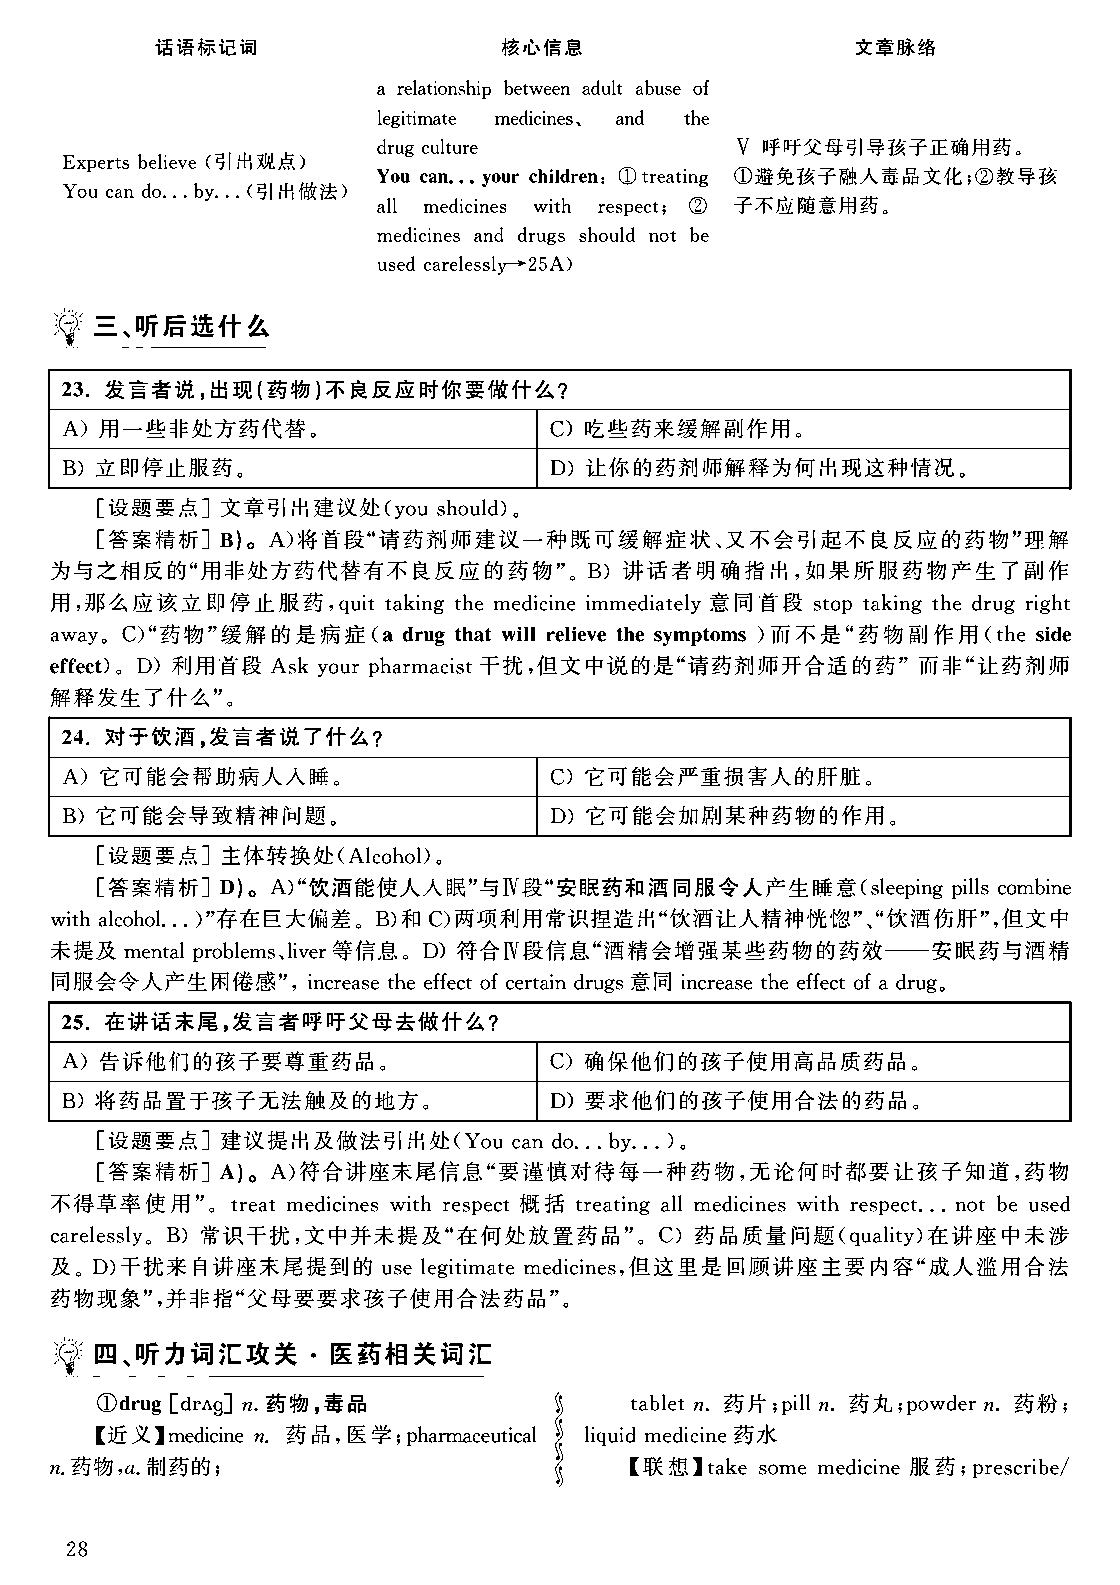 话语标记词 核心信息 文章脉络
a relationship between adult abuse of
legitimate medicines、 and the
drug culture
You can... your children: ①treating
all medicines with respect; ②
medicines and drugs should not be
used carelessly→25A)
Experts believe (引出观点)
You can do...by...(引出做法)
Ⅴ 呼吁父母引导孩子正确用药。
①避免孩子融人毒品文化;②教导孩
子不应随意用药。
三、听后选什么
23. 发言者说,出现(药物)不良反应时你要做什么?
A) 用一些非处方药代替。 C) 吃些药来缓解副作用。
B) 立即停止服药。 D) 让你的药剂师解释为何出现这种情况。
[设题要点] 文章引出建议处(you should)。
[答案精析] B)。A)将首段“请药剂师建议一种既可缓解症状、又不会引起不良反应的药物”理解
为与之相反的“用非处方药代替有不良反应的药物”。B) 讲话者明确指出,如果所服药物产生了副作
用,那么应该立即停止服药,quit taking the medicine immediately 意同首段 stop taking the drug right
away。C)“药物”缓解的是病症(a drug that will relieve the symptoms )而不是“药物副作用(the side
effect)。D) 利用首段 Ask your pharmacist 干扰,但文中说的是“请药剂师开合适的药” 而非“让药剂师
解释发生了什么”。
24. 对于饮酒,发言者说了什么?
A) 它可能会帮助病人入睡。 C) 它可能会严重损害人的肝脏。
B) 它可能会导致精神问题。 D) 它可能会加剧某种药物的作用。
[设题要点] 主体转换处(Alcohol)。
[答案精析] D)。A)“饮酒能使人人眠”与Ⅳ段“安眠药和酒同服令人产生睡意(sleeping pills combine
with alcohol...)”存在巨大偏差。B)和C)两项利用常识捏造出“饮酒让人精神恍惚”、“饮酒伤肝”,但文中
未提及 mental problems、liver 等信息。D) 符合Ⅳ段信息“酒精会增强某些药物的药效——安眠药与酒精
同服会令人产生困倦感”, increase the effect of certain drugs 意同 increase the effect of a drug。
25. 在讲话末尾,发言者呼吁父母去做什么?
A) 告诉他们的孩子要尊重药品。 C) 确保他们的孩子使用高品质药品。
B) 将药品置于孩子无法触及的地方。 D) 要求他们的孩子使用合法的药品。
[设题要点] 建议提出及做法引出处(You can do...by...)。
[答案精析] A)。A)符合讲座末尾信息“要谨慎对待每一种药物,无论何时都要让孩子知道,药物
不得草率使用”。treat medicines with respect 概括 treating all medicines with respect... not be used
carelessly。B) 常识干扰,文中并未提及“在何处放置药品”。C) 药品质量问题(quality)在讲座中未涉
及。D)干扰来自讲座末尾提到的 use legitimate medicines,但这里是回顾讲座主要内容“成人滥用合法
药物现象”,并非指“父母要要求孩子使用合法药品”。
四、听力词汇攻关·医药相关词汇
①drug [drʌg] n. 药物,毒品
【近义】medicine n. 药品,医学;pharmaceutical
n. 药物,a. 制药的;
tablet n. 药片;pill n. 药丸;powder n. 药粉;
liquid medicine 药水
【联想】take some medicine 服药;prescribe/
28